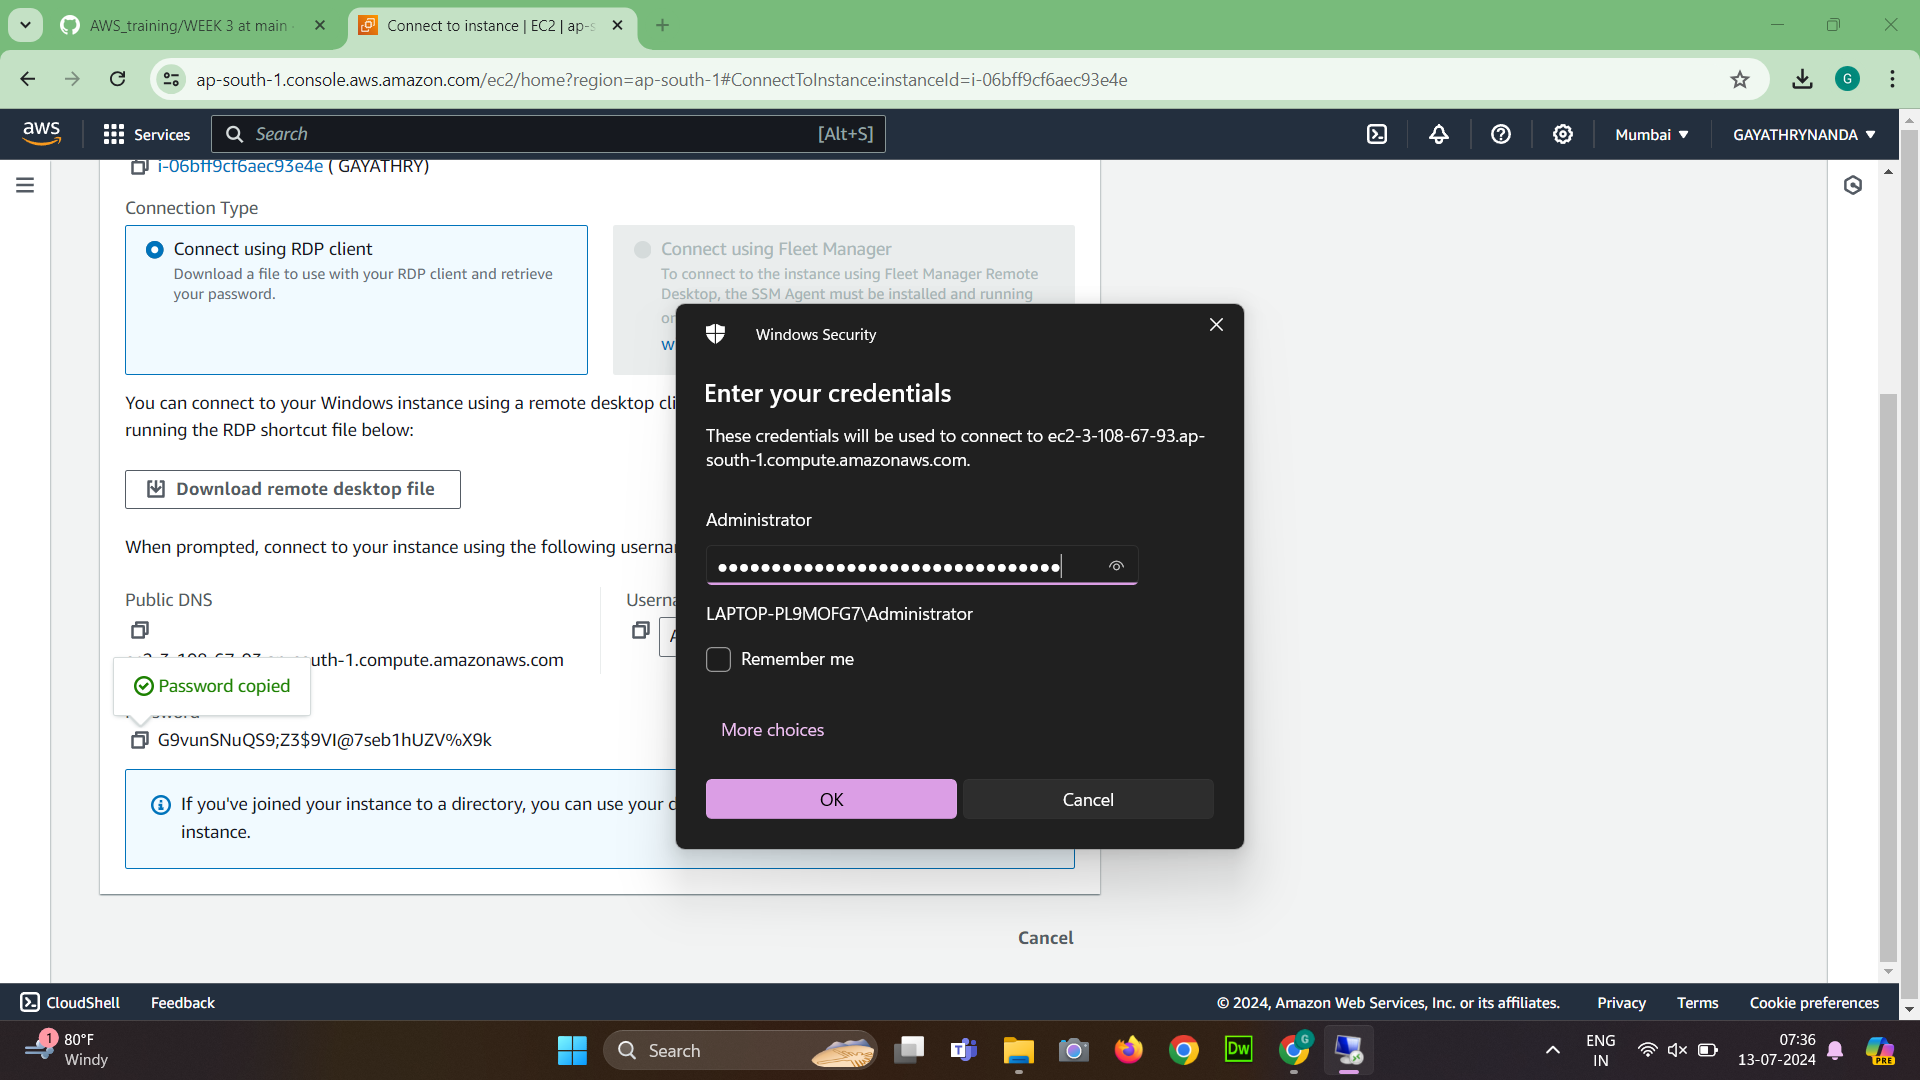 AWS_training/WEEK 3 at main
Connect to instance | EC2 | ap-s
ap-south-1.console.aws.amazon.com/ec2/home?region=ap-south-1#ConnectToInstance:instanceId=i-06bff9cf6aec93e4e
G
aws
Services
Search
[Alt+S]
Mumbai
GAYATHRYNANDA
i-06bff9cf6aec93e4e ( GAYATHRY)
Connection Type
Connect using RDP client
Download a file to use with your RDP client and retrieve
your password.
Connect using Fleet Manager
To connect to the instance using Fleet Manager Remote
Desktop, the SSM Agent must be installed and running
You can connect to your Windows instance using a remote desktop cli
running the RDP shortcut file below:
Download remote desktop file
When prompted, connect to your instance using the following userna
Public DNS
Userna
A
uth-1.compute.amazonaws.com
Password copied
G9vunSNuQS9;Z3$9VI@7seb1hUZV%X9k
If you've joined your instance to a directory, you can use your
instance.
Cancel
Windows Security
Enter your credentials
These credentials will be used to connect to ec2-3-108-67-93.ap-
south-1.compute.amazonaws.com.
Administrator
LAPTOP-PL9MOFG7\Administrator
Remember me
More choices
OK
Cancel
CloudShell
Feedback
© 2024, Amazon Web Services, Inc. or its affiliates.
Privacy
Terms
Cookie preferences
1
80°F
Windy
Search
Dw
G
ENG
IN
07:36
13-07-2024
PRE